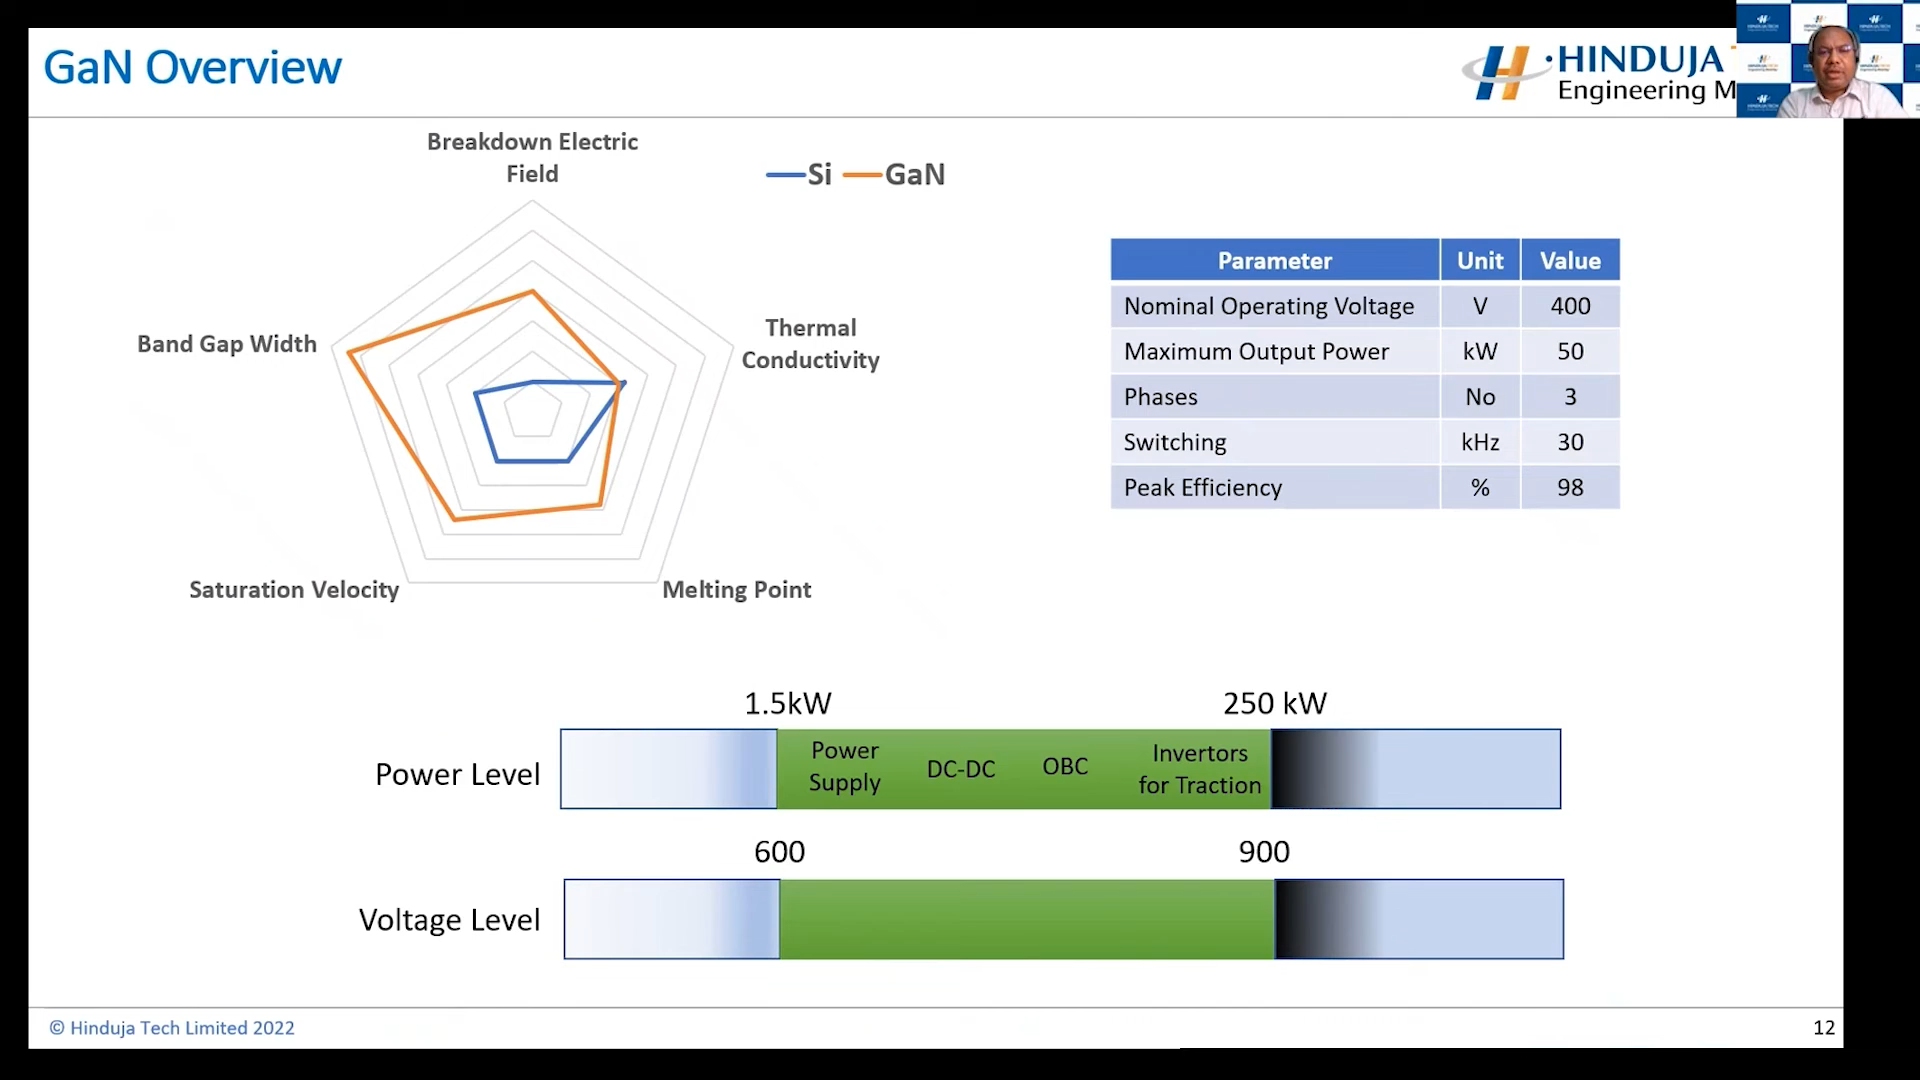 GaN Overview
HINDUJA
Engineering M
Breakdown Electric
Field
Si GaN
Thermal
Conductivity
Band Gap Width
Saturation Velocity
Melting Point
Parameter Unit Value
Nominal Operating Voltage V 400
Maximum Output Power kW 50
Phases No 3
Switching kHz 30
Peak Efficiency % 98
1.5kW 250 kW
Power Level
Power
Supply
DC-DC
OBC
Invertors
for Traction
600 900
Voltage Level
© Hinduja Tech Limited 2022
12